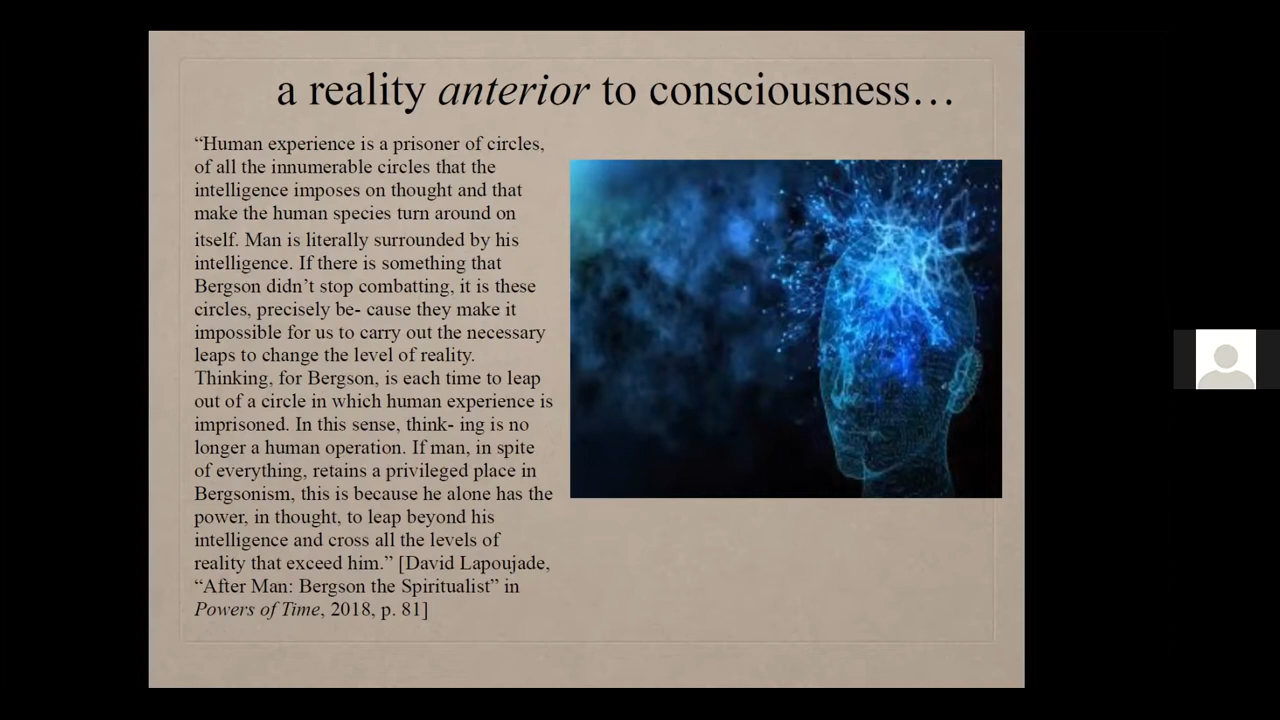 a reality anterior to consciousness…
“Human experience is a prisoner of circles,
of all the innumerable circles that the
intelligence imposes on thought and that
make the human species turn around on
itself. Man is literally surrounded by his
intelligence. If there is something that
Bergson didn’t stop combatting, it is these
circles, precisely be- cause they make it
impossible for us to carry out the necessary
leaps to change the level of reality.
Thinking, for Bergson, is each time to leap
out of a circle in which human experience is
imprisoned. In this sense, think- ing is no
longer a human operation. If man, in spite
of everything, retains a privileged place in
Bergsonism, this is because he alone has the
power, in thought, to leap beyond his
intelligence and cross all the levels of
reality that exceed him.” [David Lapoujade,
“After Man: Bergson the Spiritualist” in
Powers of Time, 2018, p. 81]